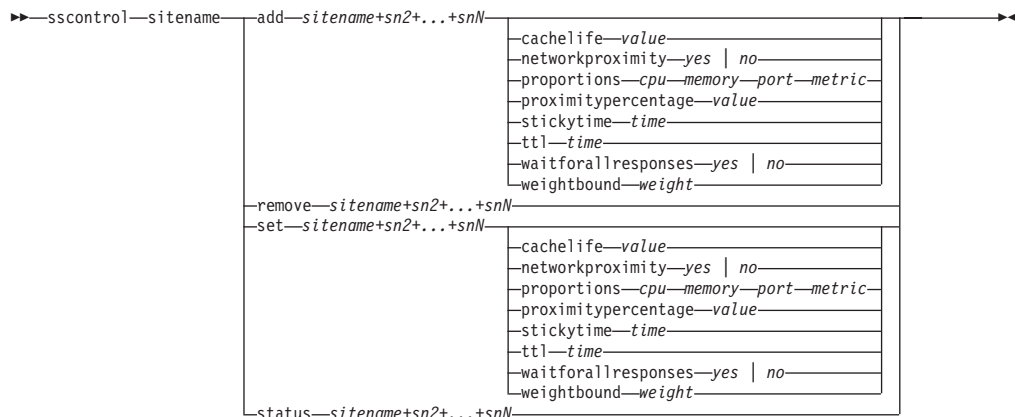 sscontrol sitename add sitename+sn2+...+snN
cachelife value
networkproximity yes | no
proportions cpu memory port metric
proximitypercentage value
stickytime time
ttl time
waitforallresponses yes | no
weightbound weight
remove sitename+sn2+...+snN
set sitename+sn2+...+snN
cachelife value
networkproximity yes | no
proportions cpu memory port metric
proximitypercentage value
stickytime time
ttl time
waitforallresponses yes | no
weightbound weight
status sitename+sn2+...+snN